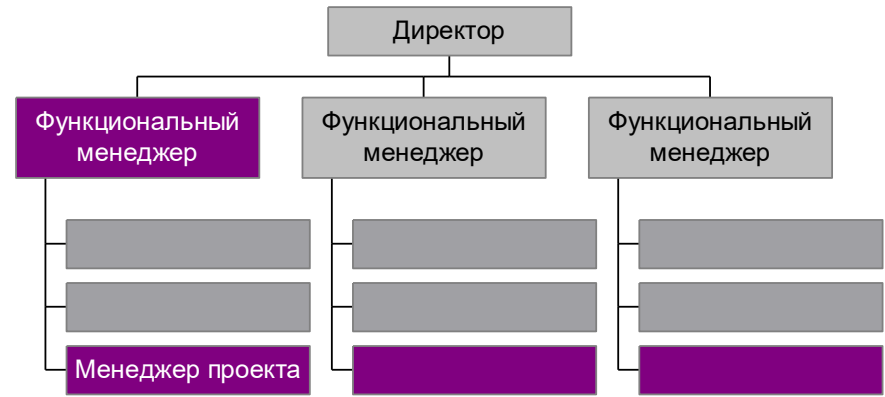 Директор
Функциональный
менеджер
Функциональный
менеджер
Функциональный
менеджер
Менеджер проекта